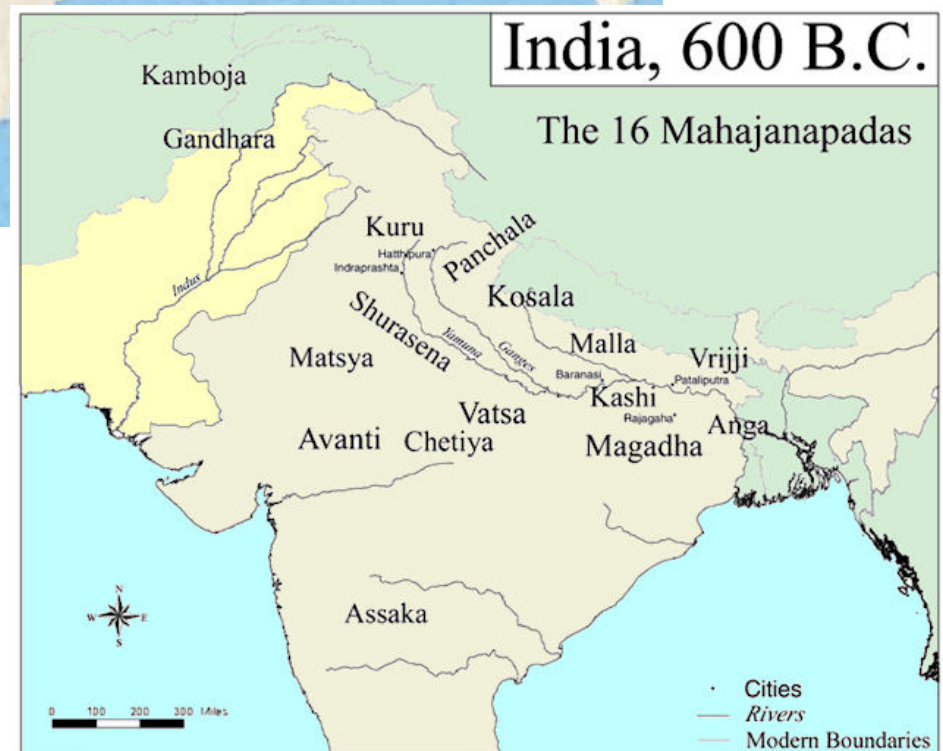 India, 600 B.C.
The 16 Mahajanapadas
Kamboja
Gandhara
Kuru
Hatthipura
Indraprashta
Panchala
Indus
Kosala
Shurasena
Yamuna
Ganges
Matsya
Malla
Vrijji
Baranasi
Pataliputra
Kashi
Vatsa
Rajagaha
Avanti
Chetiya
Magadha
Anga
Assaka
N
W E
S
0 100 200 300 Miles
Cities
Rivers
Modern Boundaries